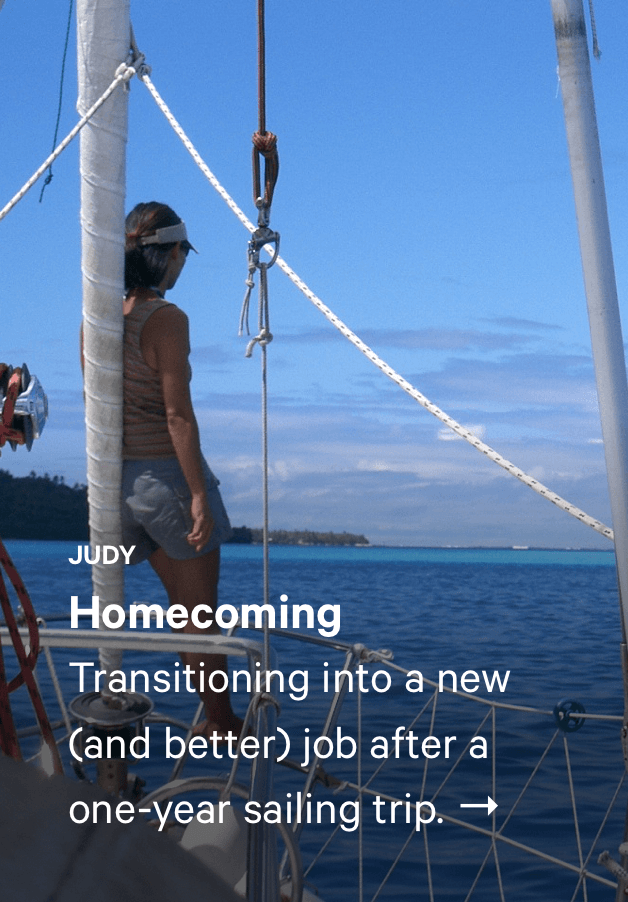 JUDY
Homecoming
Transitioning into a new
(and better) job after a
one-year sailing trip. →